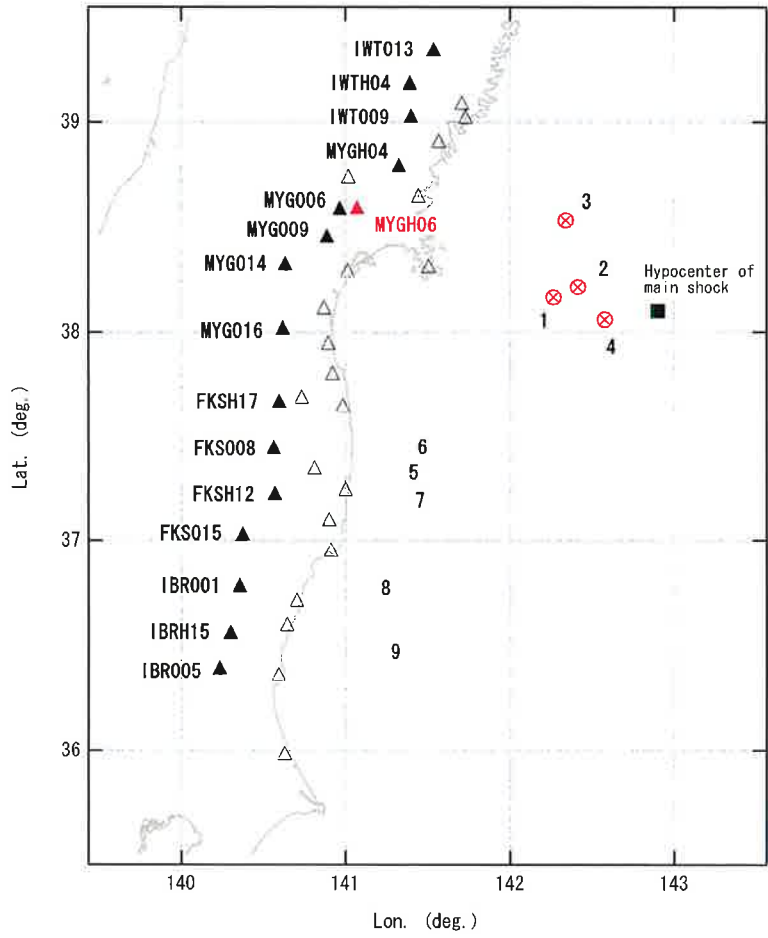 IWT013
IWTH04
39
IWT009
MYGH04
MYG006
3
MYGH06
MYG009
MYG014
2
Hypocenter of
main shock
1
38
MYG016
4
FKSH17
FKS008
6
Lat. (deg.)
5
FKSH12
7
FKS015
37
IBR001
8
IBRH15
9
IBR005
36
140
141
142
143
Lon. (deg.)